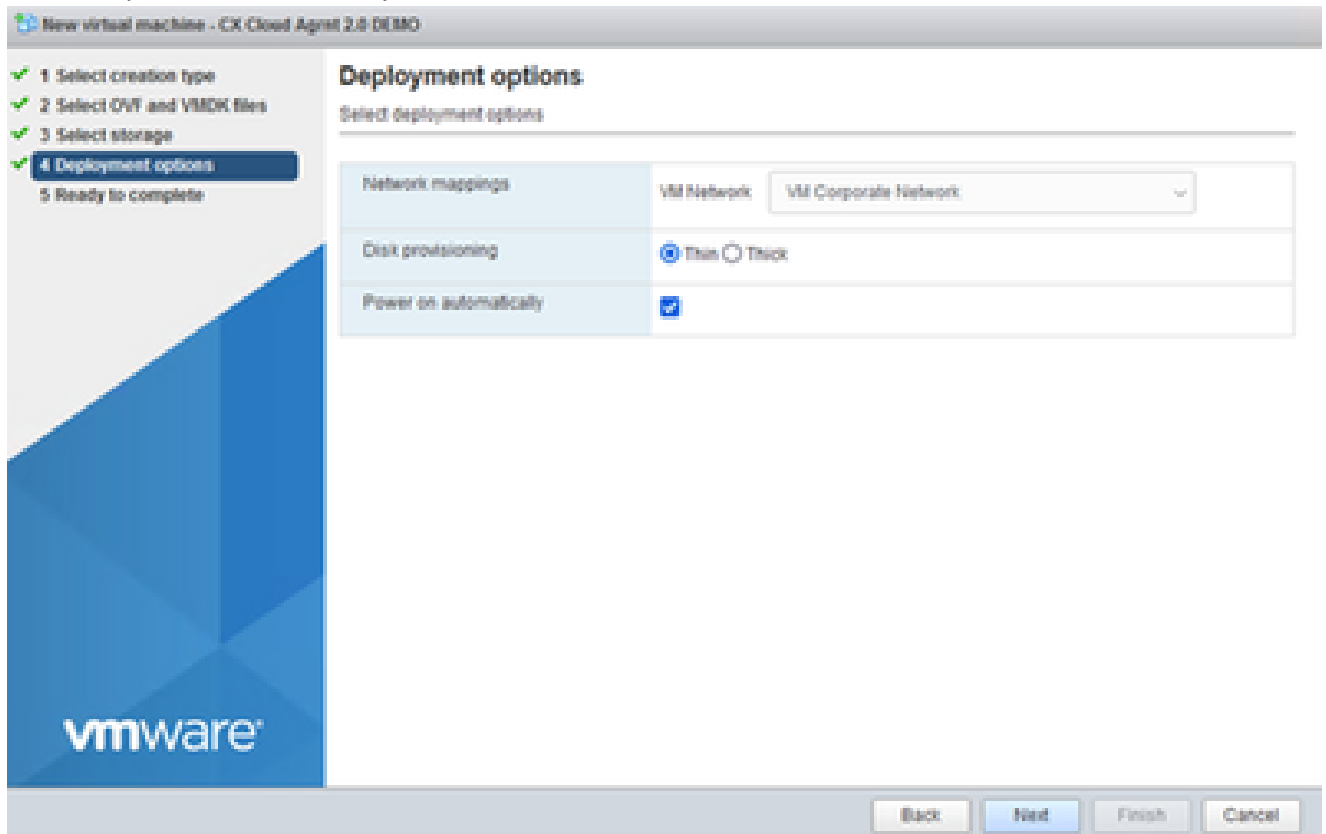 New virtual machine - CX Cloud Agrnt 2.0 DEMO
1 Select creation type
2 Select OVF and VMDK files
3 Select storage
4 Deployment options
5 Ready to complete
Deployment options
Select deployment options
Network mappings
VM Network VM Corporate Network
Disk provisioning
Thin Thick
Power on automatically
vmware
Back Next Finish Cancel